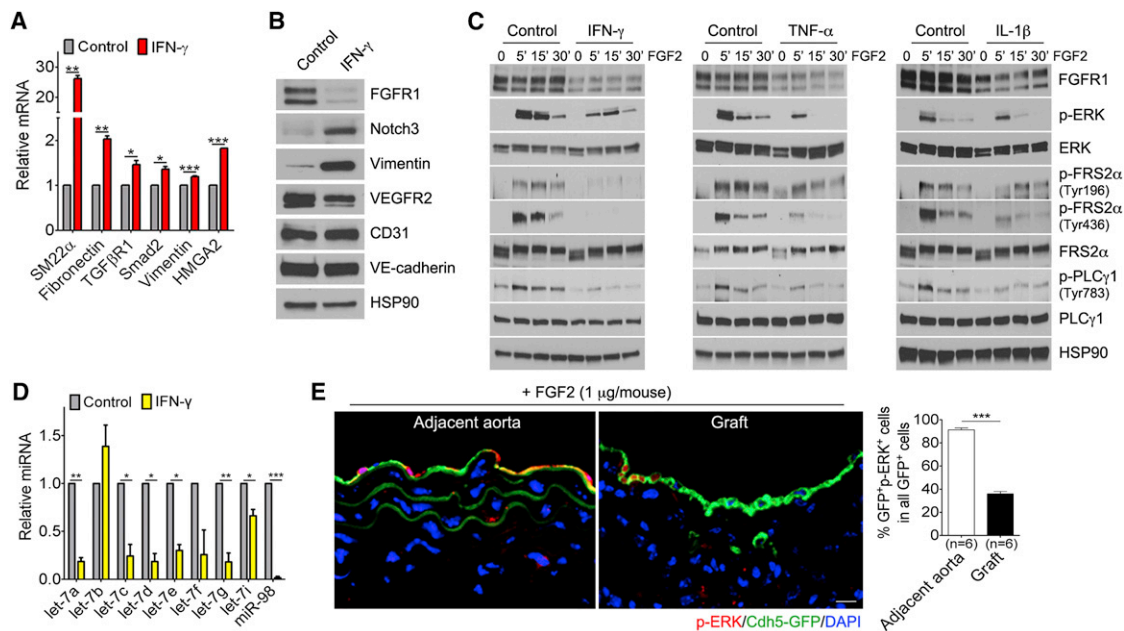 A
Control
IFN-γ
Relative mRNA
30
20
10
2
1
0
**
**
*
*
***
***
SM22α
Fibronectin
TGFβR1
Smad2
Vimentin
HMGA2
B
Control
IFN-γ
FGFR1
Notch3
Vimentin
VEGFR2
CD31
VE-cadherin
HSP90
C
Control IFN-γ
0 5' 15' 30' 0 5' 15' 30' FGF2
Control TNF-α
0 5' 15' 30' 0 5' 15' 30' FGF2
Control IL-1β
0 5' 15' 30' 0 5' 15' 30' FGF2
FGFR1
p-ERK
ERK
p-FRS2α
(Tyr196)
p-FRS2α
(Tyr436)
FRS2α
p-PLCγ1
(Tyr783)
PLCγ1
HSP90
D
Control
IFN-γ
Relative miRNA
1.5
1.0
0.5
0.0
**
*
*
*
**
*
***
let-7a
let-7b
let-7c
let-7d
let-7e
let-7f
let-7g
let-7i
miR-98
E
+ FGF2 (1 µg/mouse)
Adjacent aorta
Graft
p-ERK/Cdh5-GFP/DAPI
% GFP+p-ERK+ cells
in all GFP+ cells
100
80
60
40
20
0
***
(n=6)
(n=6)
Adjacent aorta
Graft